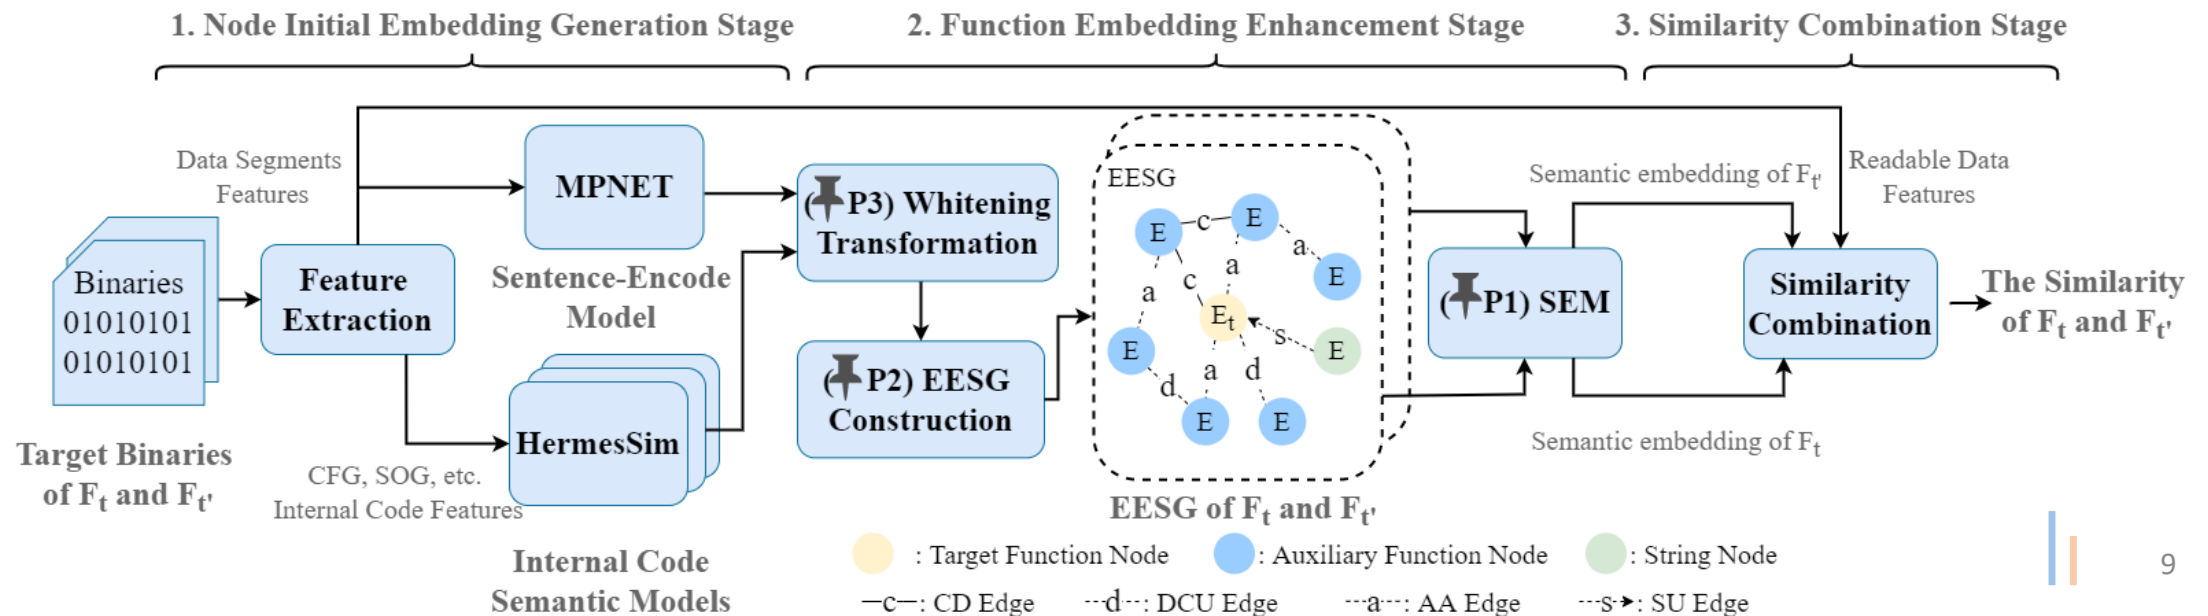 1. Node Initial Embedding Generation Stage
2. Function Embedding Enhancement Stage
3. Similarity Combination Stage
Data Segments
Features
Binaries
01010101
01010101
Target Binaries
of Ft and Ft'
Feature
Extraction
MPNET
Sentence-Encode
Model
HermesSim
CFG, SOG, etc.
Internal Code Features
Internal Code
Semantic Models
(P3) Whitening
Transformation
(P2) EESG
Construction
EESG
E
c
E
a
E
a
c
a
Et
s
E
E
d
a
d
E
E
EESG of Ft and Ft'
(P1) SEM
Semantic embedding of Ft'
Semantic embedding of Ft
Readable Data
Features
Similarity
Combination
The Similarity
of Ft and Ft'
: Target Function Node
: Auxiliary Function Node
: String Node
c : CD Edge
d : DCU Edge
a : AA Edge
s : SU Edge
9